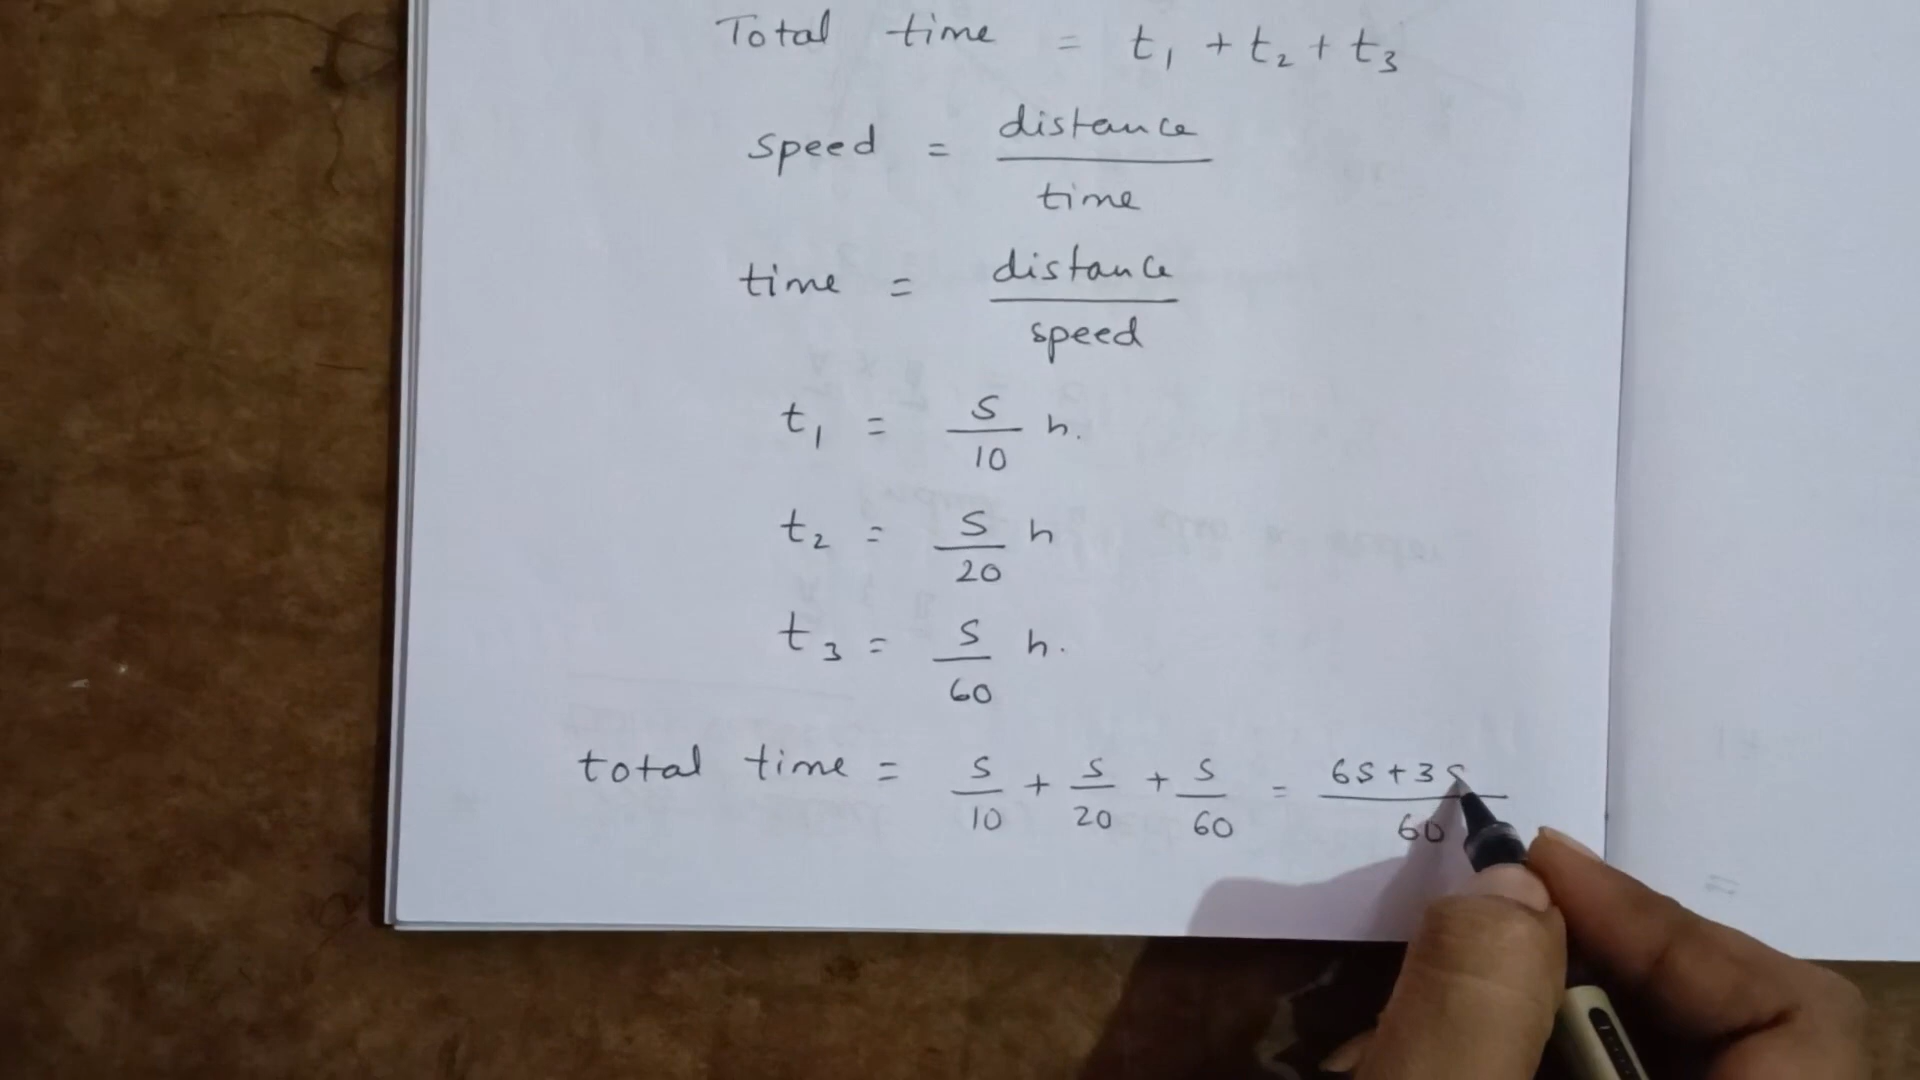 Total time = t₁ + t₂ + t₃
speed = distance / time
time = distance / speed
t₁ = S/10 h.
t₂ = S/20 h
t₃ = S/60 h.
total time = S/10 + S/20 + S/60 = 6S+3S / 60